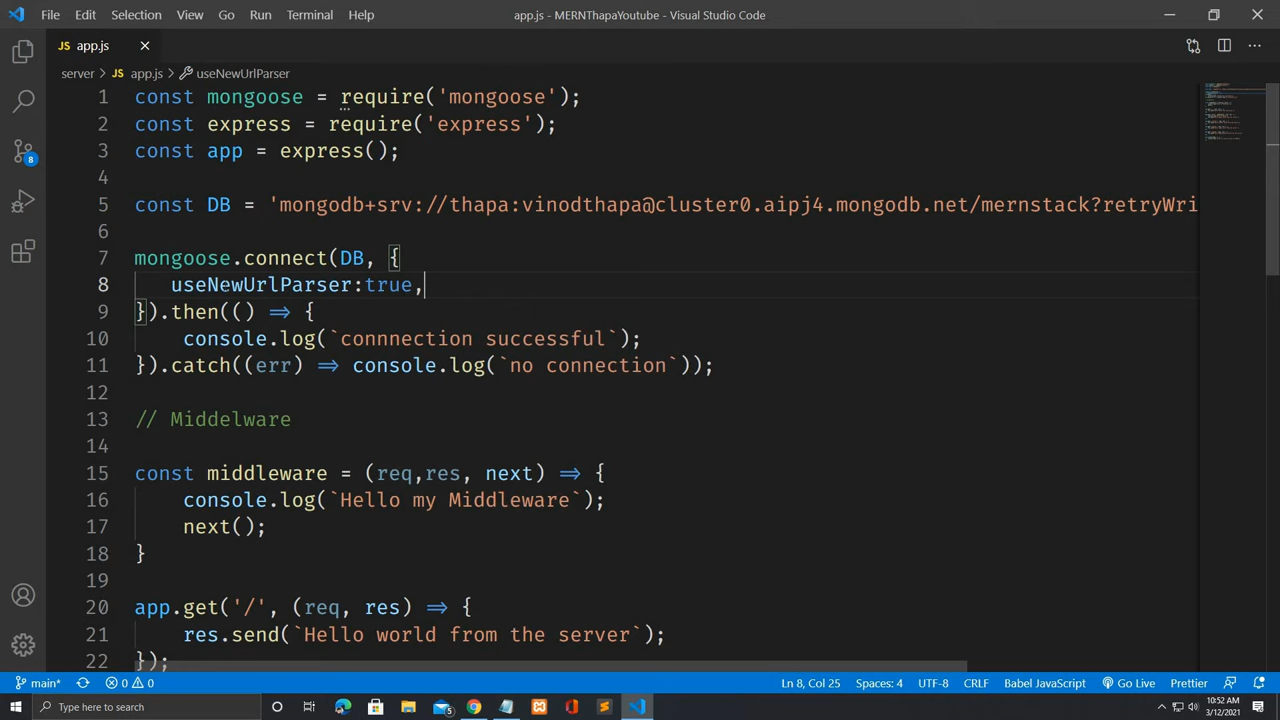 File Edit Selection View Go Run Terminal Help app.js - MERNThapaYoutube - Visual Studio Code
JS app.js
server > JS app.js > useNewUrlParser
1 const mongoose = require('mongoose');
2 const express = require('express');
3 const app = express();
4
5 const DB = 'mongodb+srv://thapa:vinodthapa@cluster0.aipj4.mongodb.net/mernstack?retryWri
6
7 mongoose.connect(DB, {
8 useNewUrlParser:true,
9 }).then(() => {
10 console.log(`connnection successful`);
11 }).catch((err) => console.log(`no connection`));
12
13 // Middelware
14
15 const middleware = (req,res, next) => {
16 console.log(`Hello my Middleware`);
17 next();
18 }
19
20 app.get('/', (req, res) => {
21 res.send(`Hello world from the server`);
22 });
8
main* 0 0 Ln 8, Col 25 Spaces: 4 UTF-8 CRLF Babel JavaScript Go Live Prettier
Type here to search 5 10:52 AM
3/12/2021